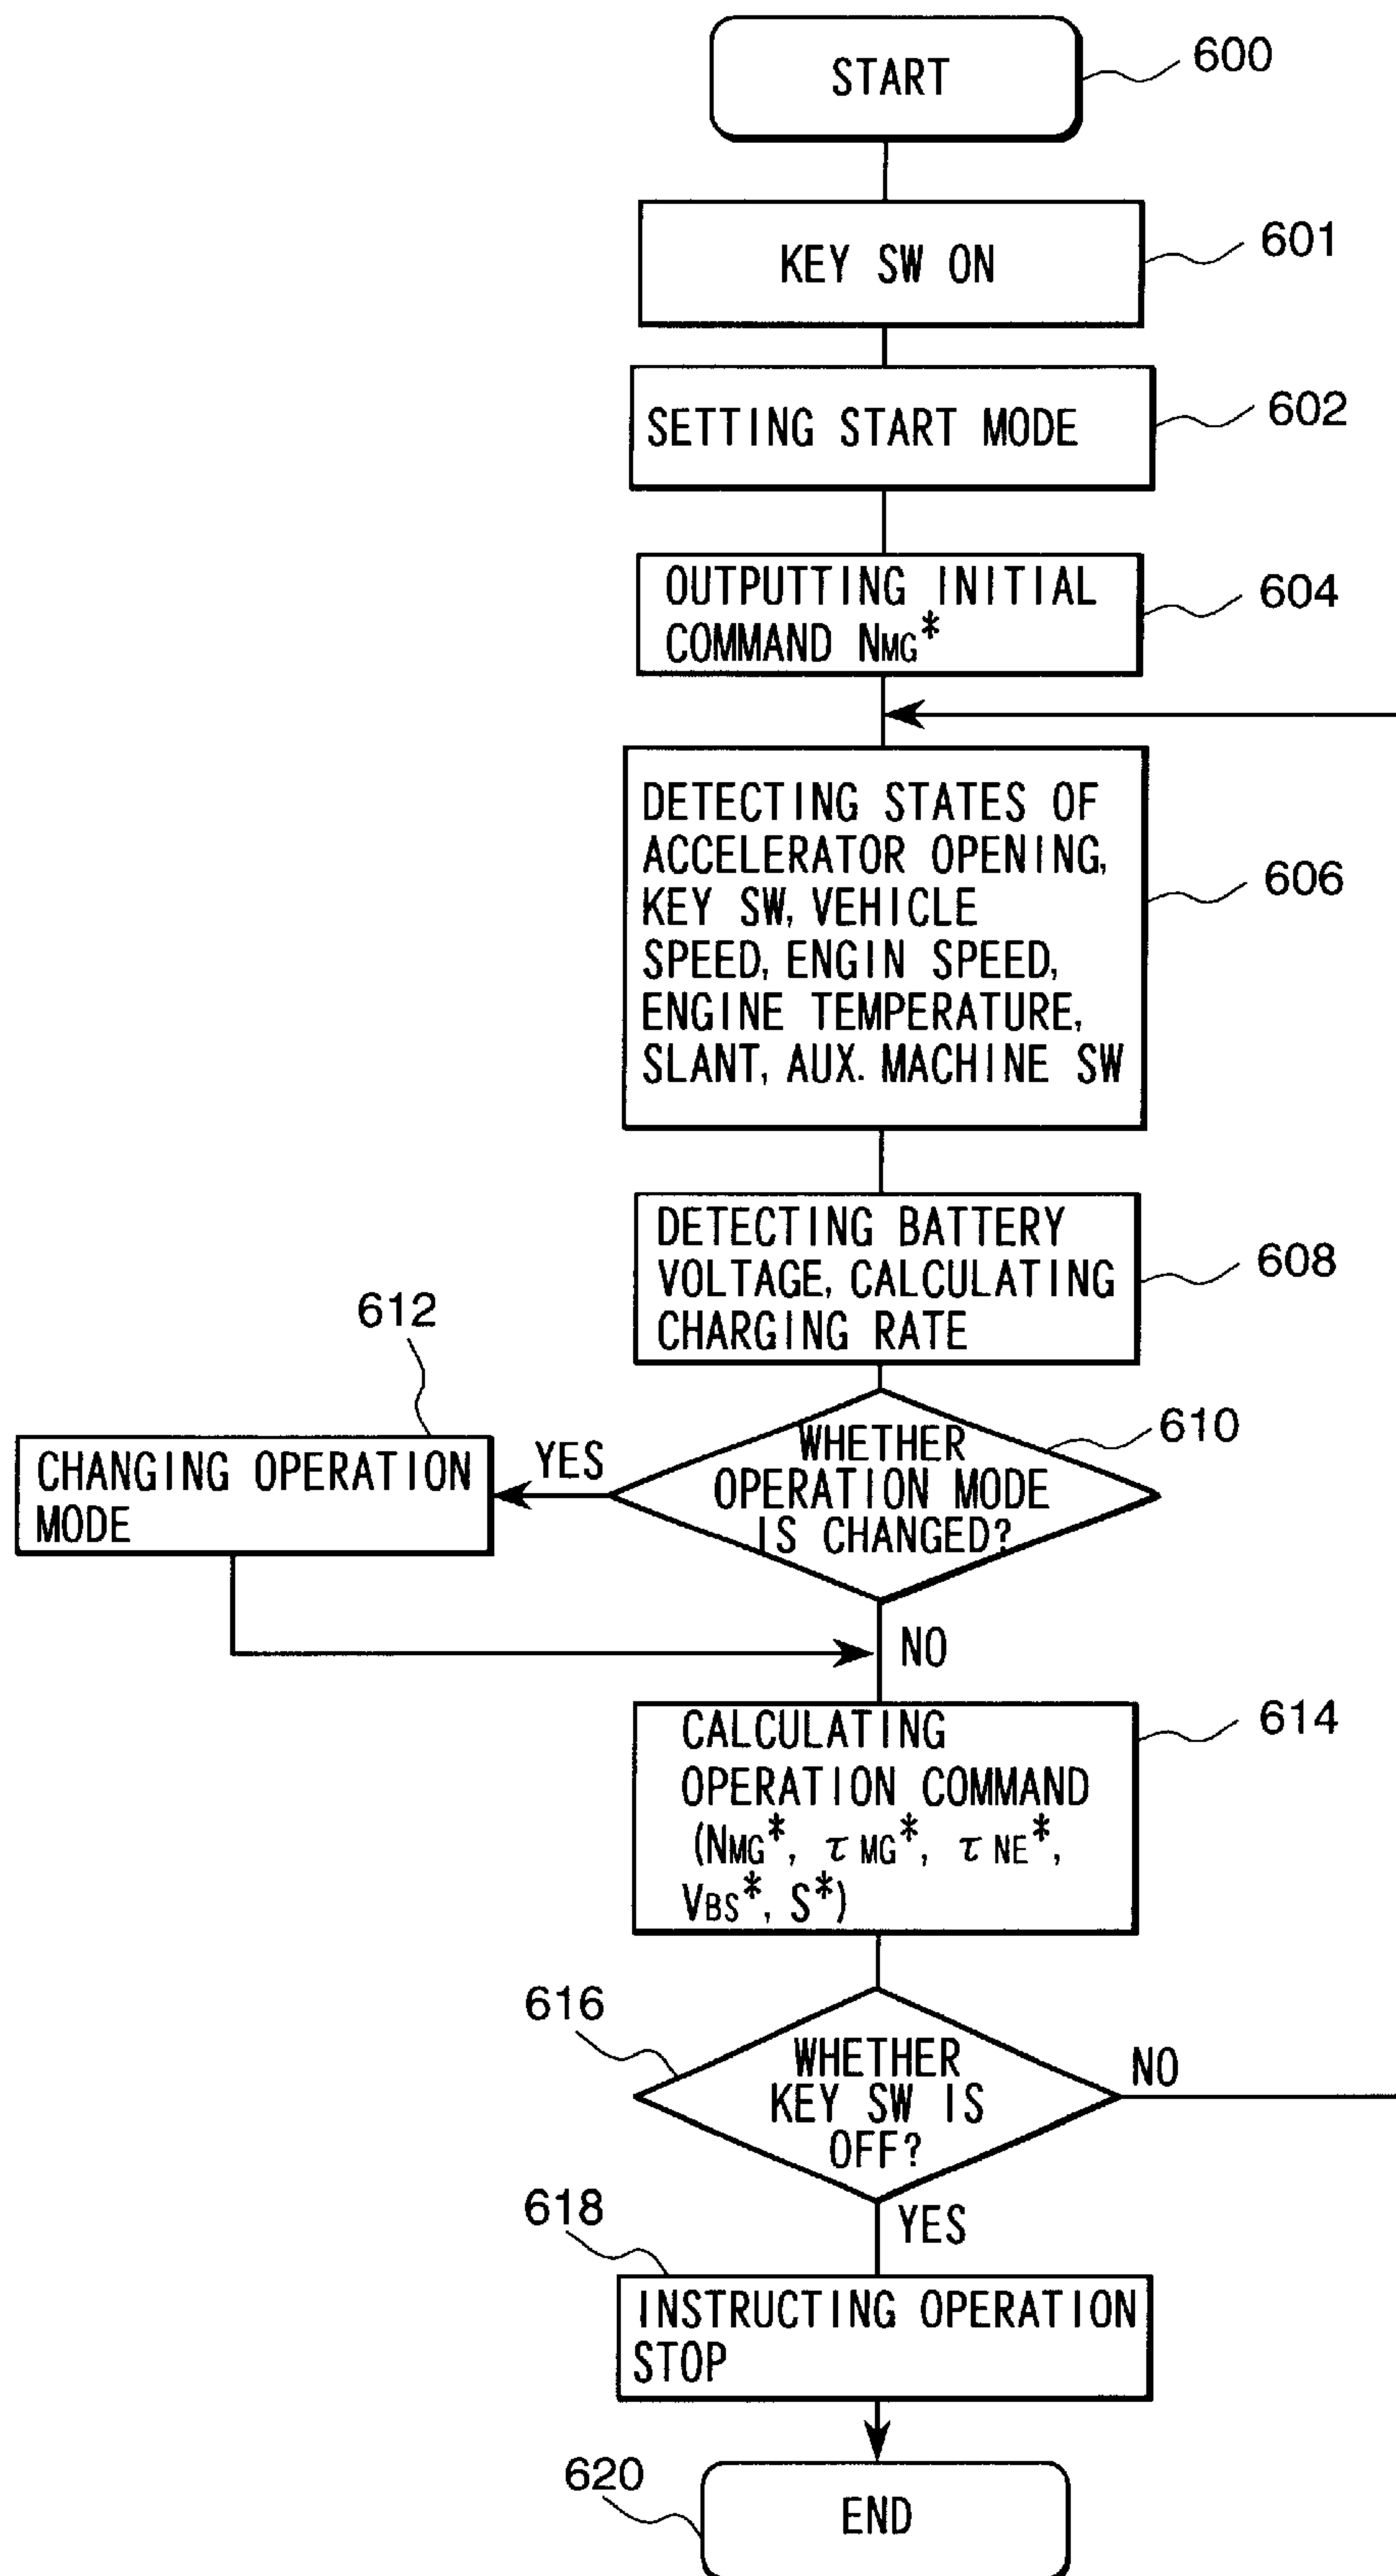 START
600
KEY SW ON
601
SETTING START MODE
602
OUTPUTTING INITIAL
COMMAND NMG*
604
DETECTING STATES OF
ACCELERATOR OPENING,
KEY SW, VEHICLE
SPEED, ENGIN SPEED,
ENGINE TEMPERATURE,
SLANT, AUX. MACHINE SW
606
DETECTING BATTERY
VOLTAGE, CALCULATING
CHARGING RATE
608
WHETHER
OPERATION MODE
IS CHANGED?
610
YES
612
CHANGING OPERATION
MODE
NO
CALCULATING
OPERATION COMMAND
(NMG*, τMG*, τNE*,
VBS*, S*)
614
616
WHETHER
KEY SW IS
OFF?
NO
YES
618
INSTRUCTING OPERATION
STOP
620
END